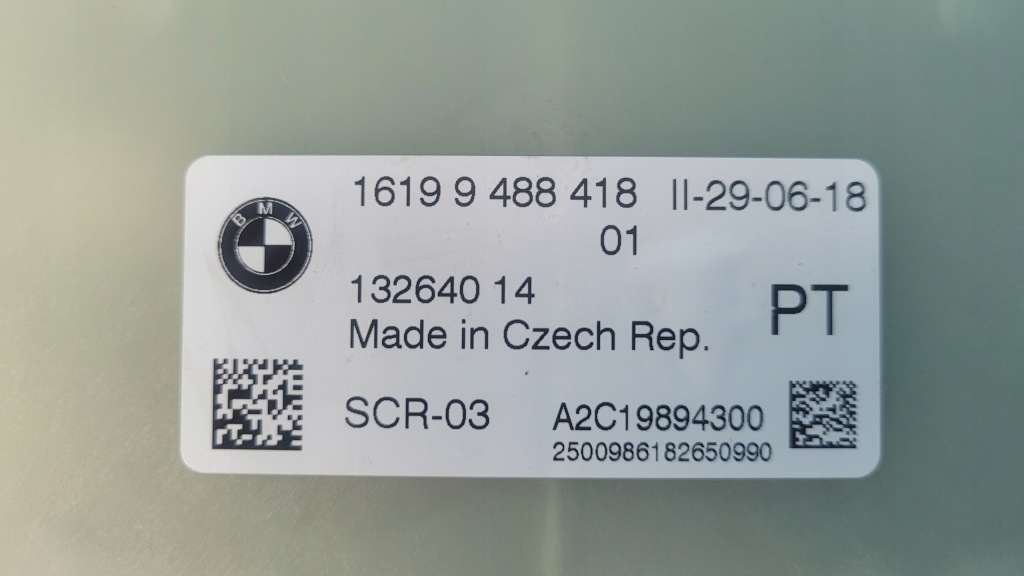 BMW
1619 9 488 418 II-29-06-18
01
132640 14
Made in Czech Rep.
PT
SCR-03 A2C19894300
2500986182650990